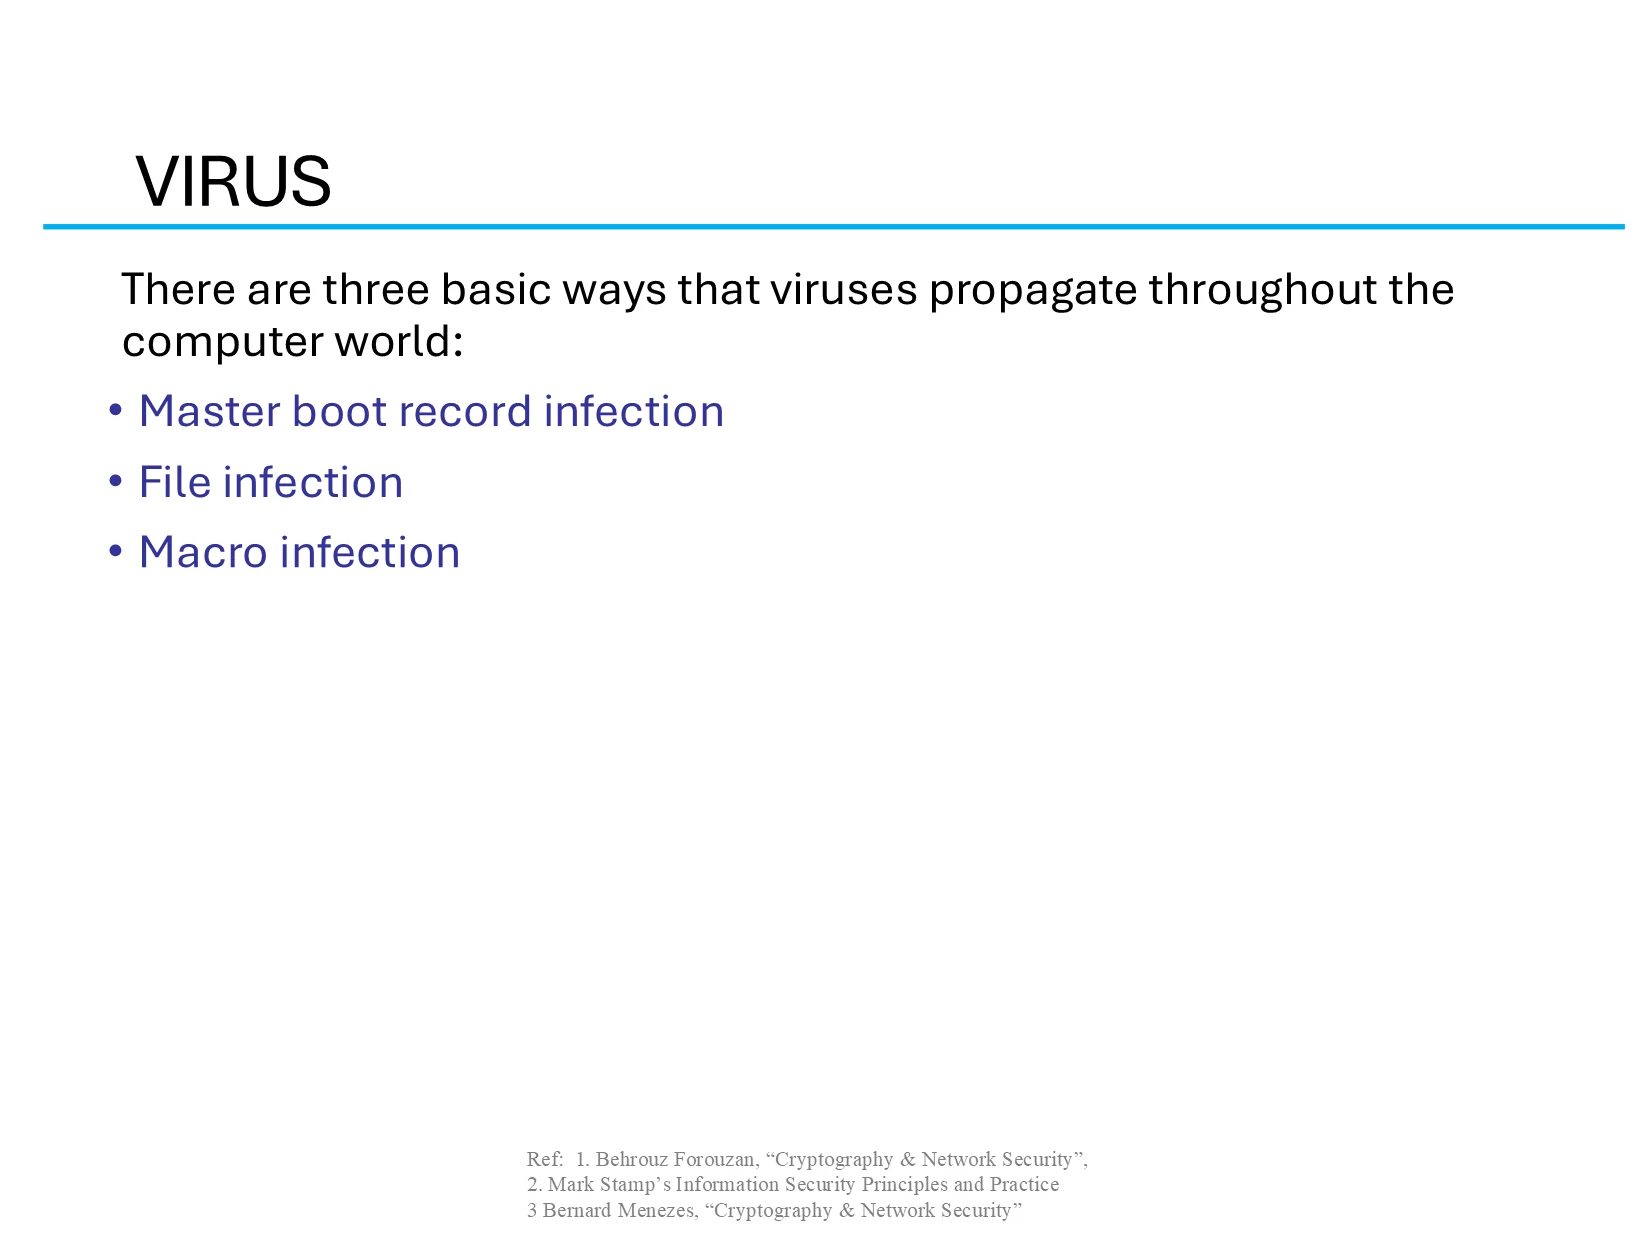 VIRUS
There are three basic ways that viruses propagate throughout the
computer world:
• Master boot record infection
• File infection
• Macro infection
Ref:  1. Behrouz Forouzan, “Cryptography & Network Security”,
2. Mark Stamp’s Information Security Principles and Practice
3 Bernard Menezes, “Cryptography & Network Security”